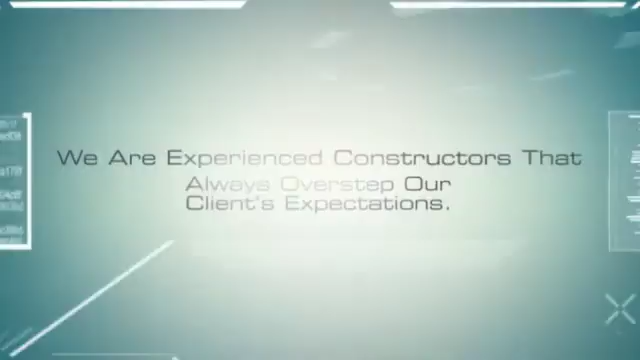 We Are Experienced Constructors That
Always Overstep Our
Client's Expectations.